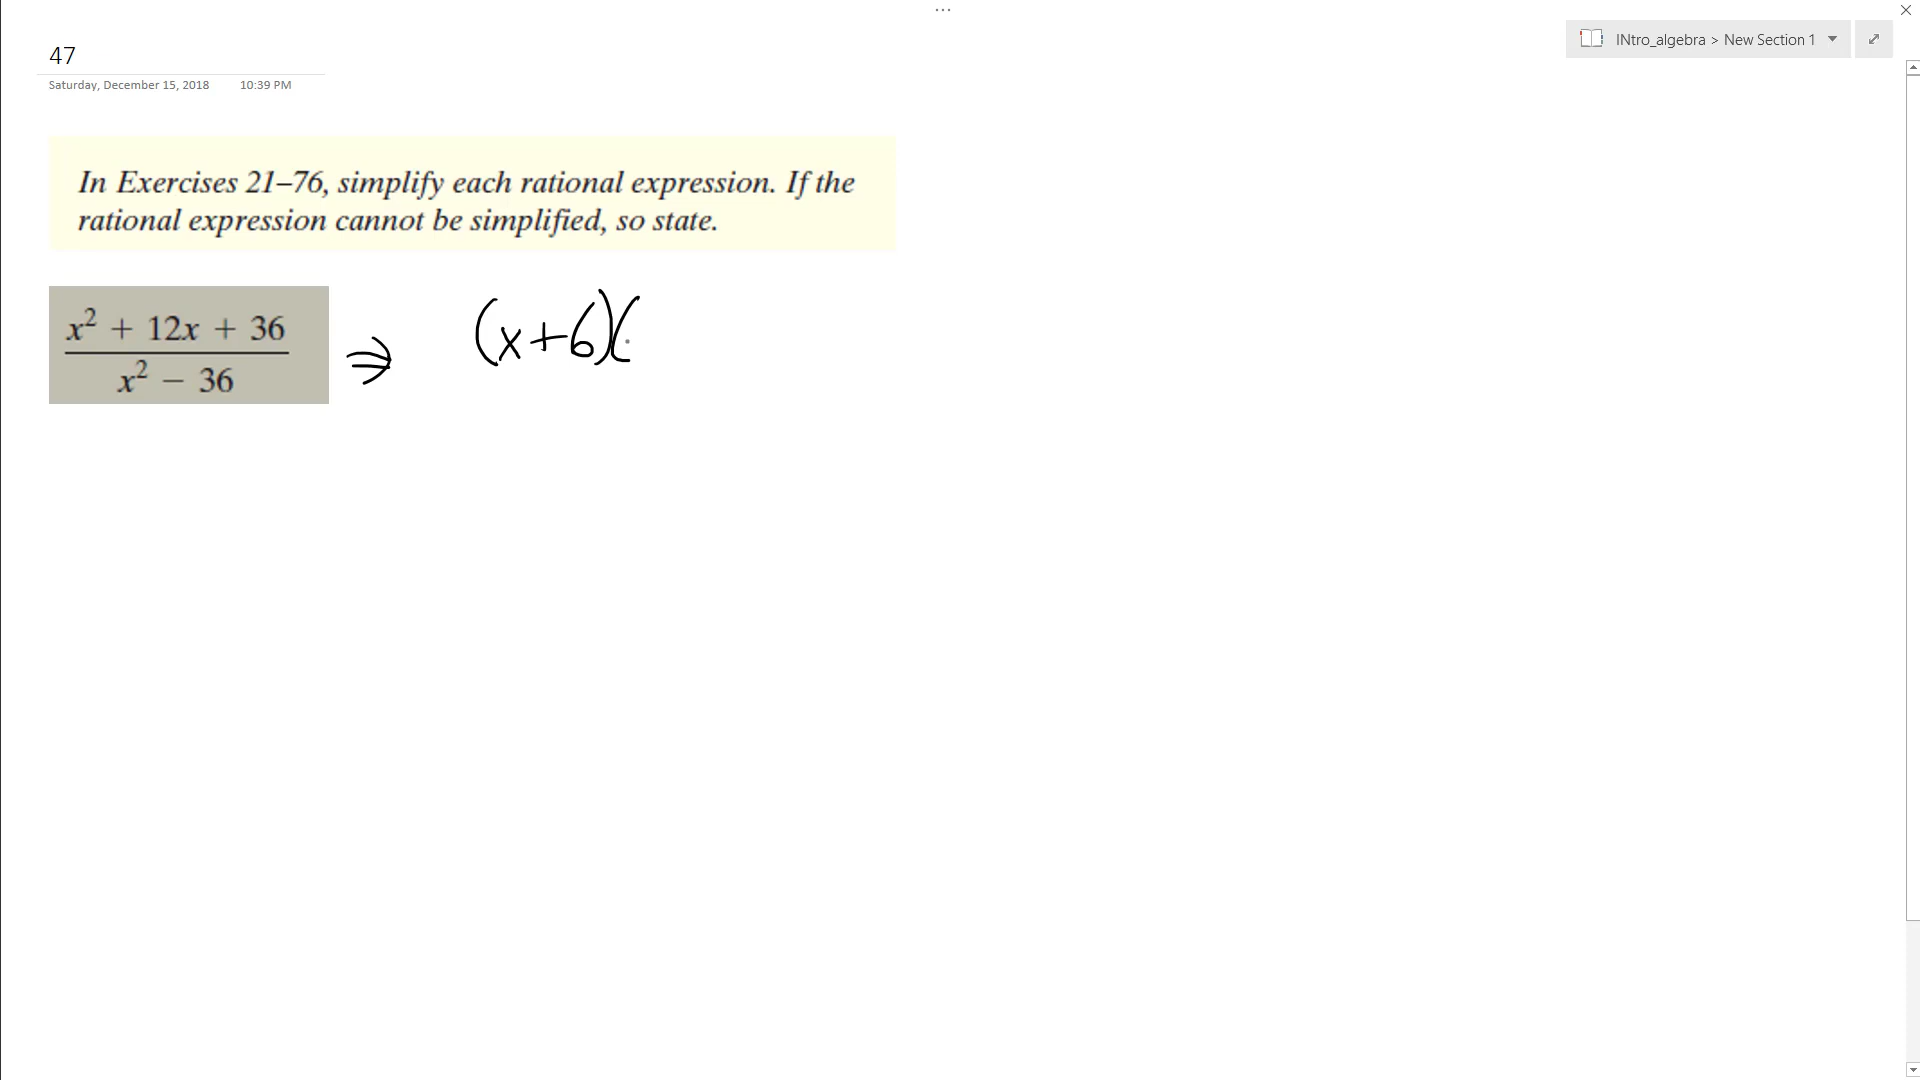 ...
INtro_algebra > New Section 1
47
Saturday, December 15, 2018 10:39 PM
In Exercises 21–76, simplify each rational expression. If the
rational expression cannot be simplified, so state.
x² + 12x + 36
x² − 36
⇒ (x+6)(